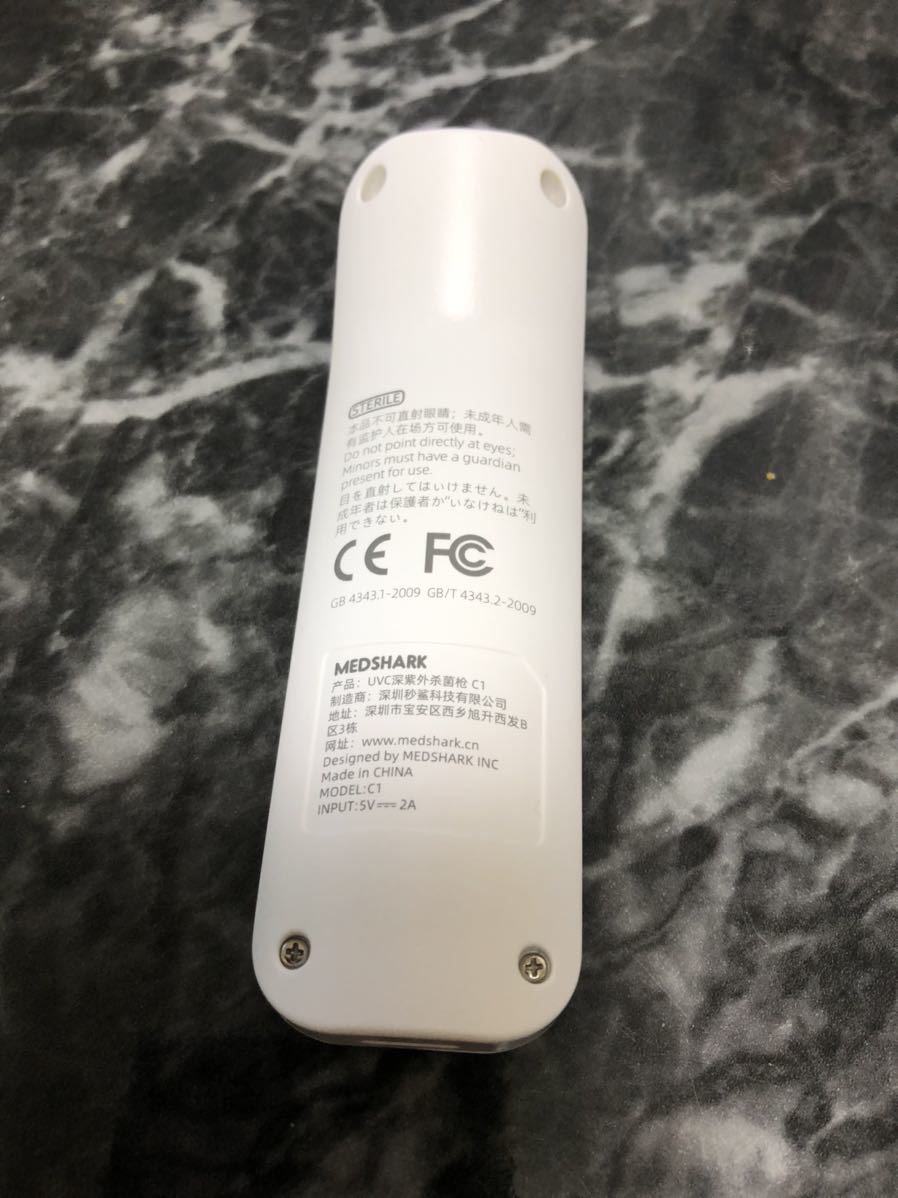 STERILE
本品不可直射眼睛；未成年人需
有监护人在场方可使用。
Do not point directly at eyes;
Minors must have a guardian
present for use.
目を直射してはいけません。未
成年者は保護者か“いなけねは”利
用できない。
CE FC
GB 4343.1-2009 GB/T 4343.2-2009
MEDSHARK
产品：UVC深紫外杀菌枪 C1
制造商：深圳秒鲨科技有限公司
地址：深圳市宝安区西乡旭升西发B
区3栋
网址：www.medshark.cn
Designed by MEDSHARK INC
Made in CHINA
MODEL:C1
INPUT:5V⎓2A